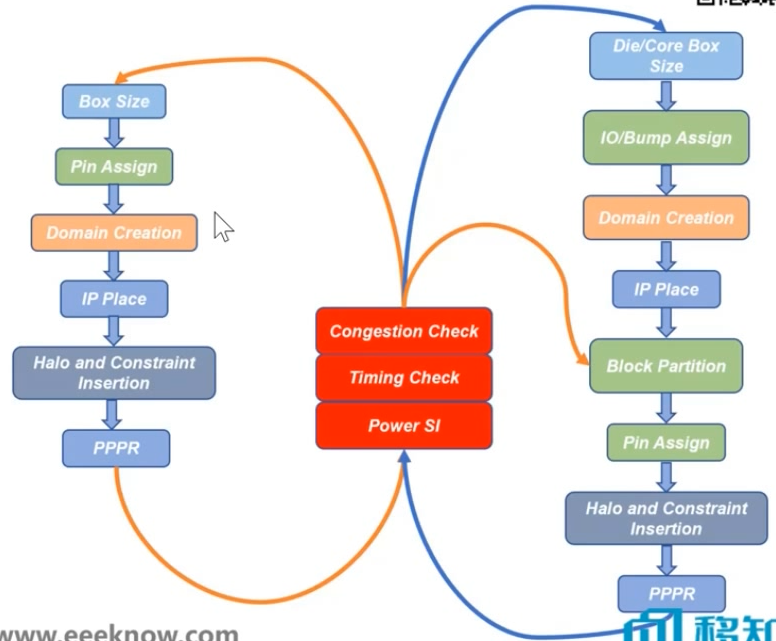 Box Size
Pin Assign
Domain Creation
IP Place
Halo and Constraint
Insertion
PPPR
Congestion Check
Timing Check
Power SI
Die/Core Box
Size
IO/Bump Assign
Domain Creation
IP Place
Block Partition
Pin Assign
Halo and Constraint
Insertion
PPPR
www.eeeknow.com
移知